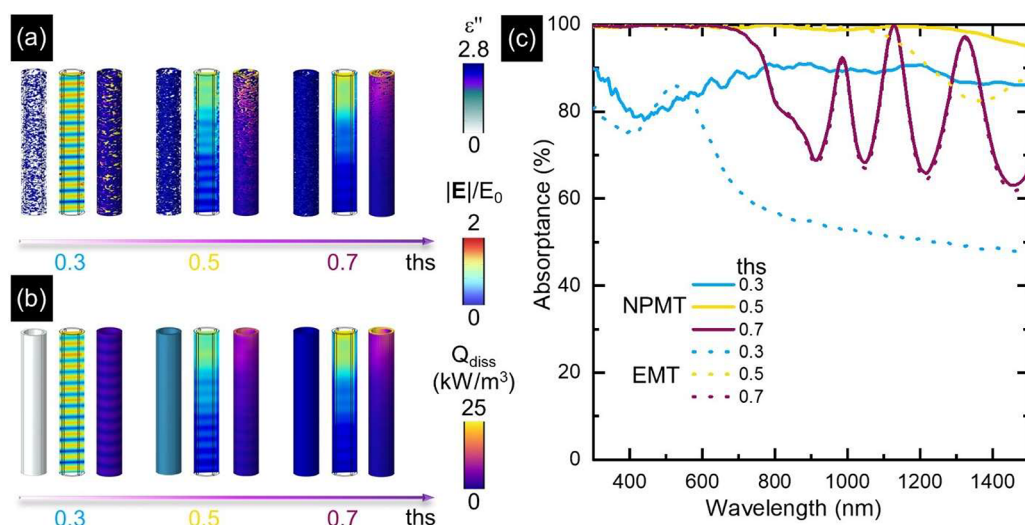 (a)
ε''
2.8
0
|E|/E0
2
0
0.3 0.5 0.7 ths
(b)
Qdiss
(kW/m³)
25
0
0.3 0.5 0.7 ths
(c)
Absorptance (%)
100
80
60
40
20
0
400 600 800 1000 1200 1400
Wavelength (nm)
ths
NPMT
0.3
0.5
0.7
EMT
0.3
0.5
0.7